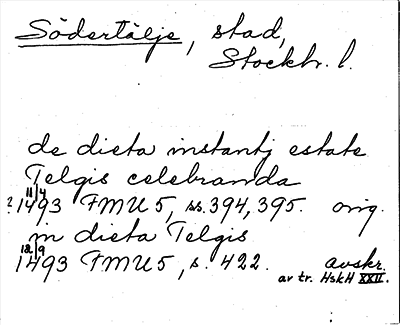 Södertälje, stad,
Stockh. l.
de dieta instantj estate
Telgis celebranda
11/4
? 1493 FMU 5, ss. 394, 395. orig.
in dieta Telgis
12/9
1493 FMU 5, s. 422. avskr.
av tr. HskH XXII.